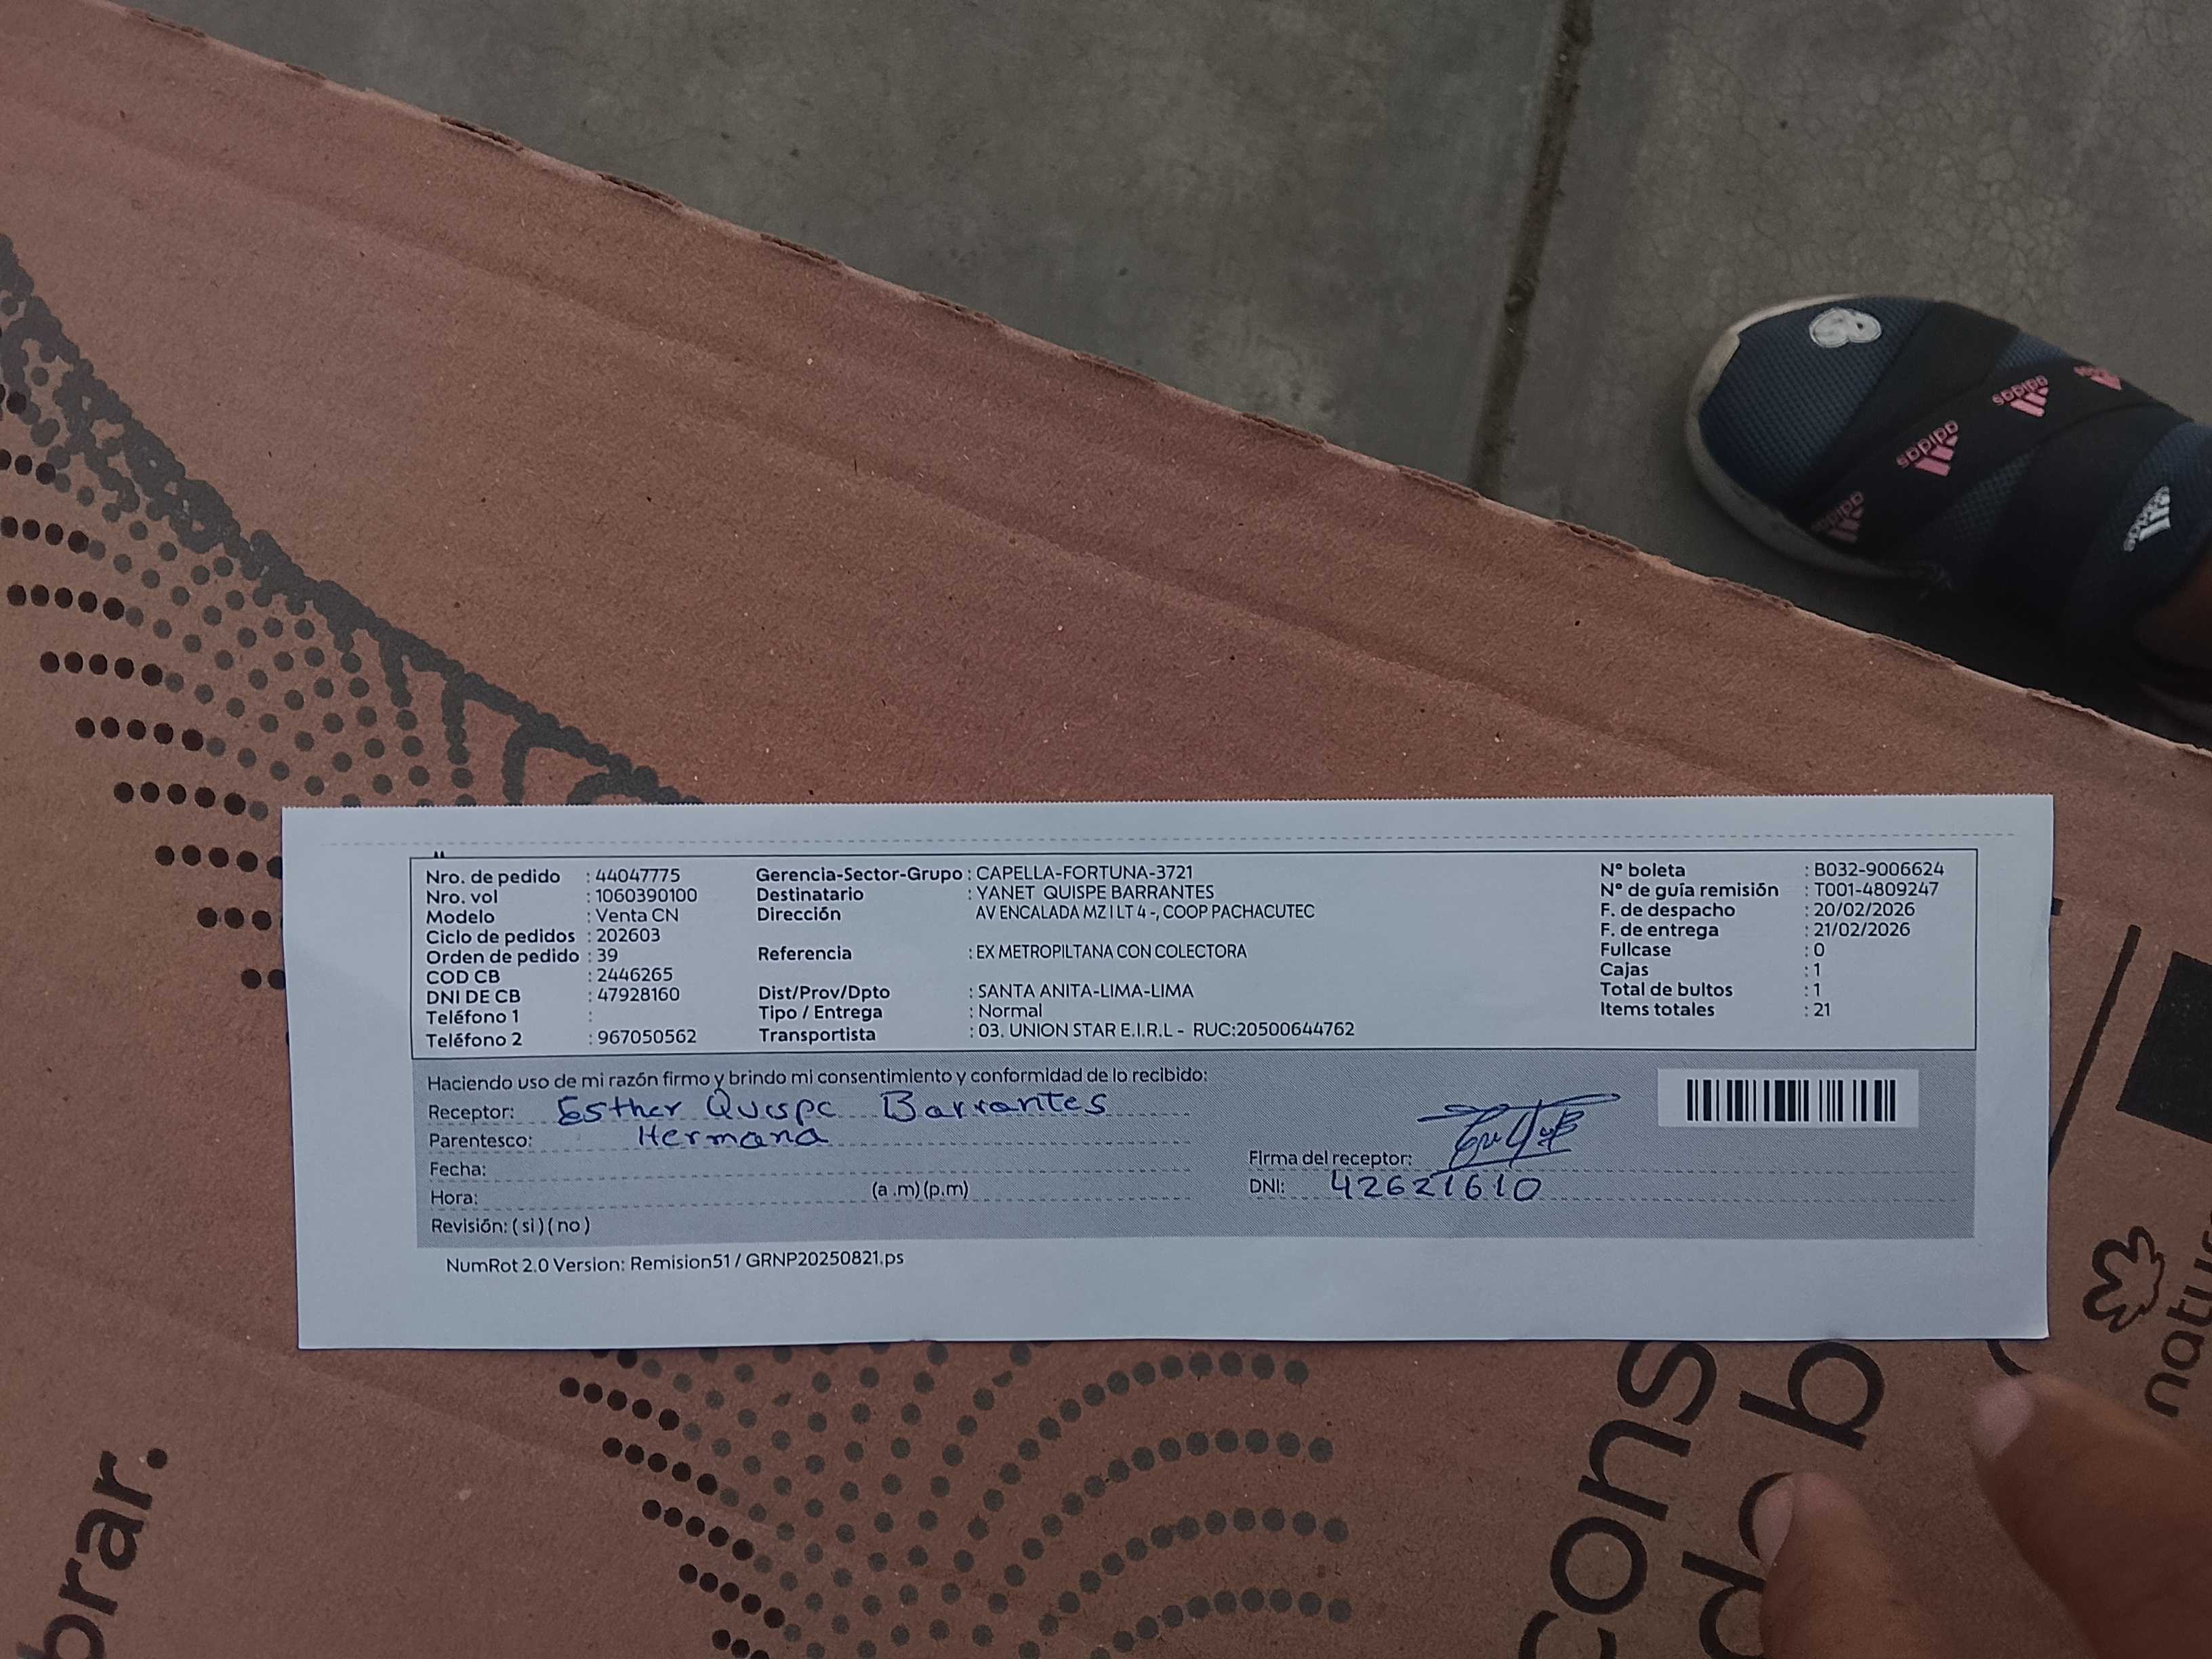 Nro. de pedido : 44047775
Nro. vol : 1060390100
Modelo : Venta CN
Ciclo de pedidos : 202603
Orden de pedido : 39
COD CB : 2446265
DNI DE CB : 47928160
Teléfono 1 :
Teléfono 2 : 967050562
Gerencia-Sector-Grupo : CAPELLA-FORTUNA-3721
Destinatario : YANET QUISPE BARRANTES
Dirección AV ENCALADA MZ I LT 4 -, COOP PACHACUTEC
Referencia : EX METROPILTANA CON COLECTORA
Dist/Prov/Dpto : SANTA ANITA-LIMA-LIMA
Tipo / Entrega : Normal
Transportista : 03. UNION STAR E.I.R.L - RUC:20500644762
Nº boleta : B032-9006624
Nº de guía remisión : T001-4809247
F. de despacho : 20/02/2026
F. de entrega : 21/02/2026
Fullcase : 0
Cajas : 1
Total de bultos : 1
Items totales : 21
Haciendo uso de mi razón firmo y brindo mi consentimiento y conformidad de lo recibido:
Receptor: Esther Quispe Barrantes
Parentesco: Hermana
Fecha:
Hora: (a .m) (p.m)
Revisión: ( si ) ( no )
Firma del receptor:
DNI: 42621610
NumRot 2.0 Version: Remision51 / GRNP20250821.ps
adidas
adidas
adidas
brar.
cons
natura